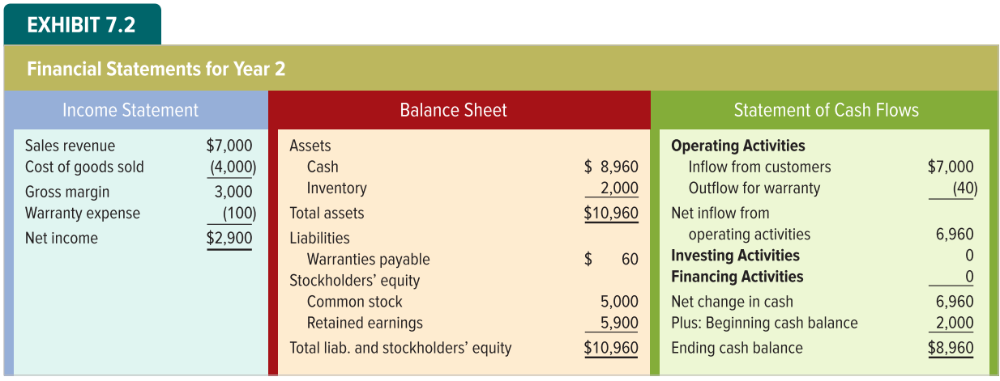 EXHIBIT 7.2
Financial Statements for Year 2
Income Statement
Sales revenue $7,000
Cost of goods sold (4,000)
Gross margin 3,000
Warranty expense (100)
Net income $2,900
Balance Sheet
Assets
Cash $ 8,960
Inventory 2,000
Total assets $10,960
Liabilities
Warranties payable $ 60
Stockholders’ equity
Common stock 5,000
Retained earnings 5,900
Total liab. and stockholders’ equity $10,960
Statement of Cash Flows
Operating Activities
Inflow from customers $7,000
Outflow for warranty (40)
Net inflow from
operating activities 6,960
Investing Activities 0
Financing Activities 0
Net change in cash 6,960
Plus: Beginning cash balance 2,000
Ending cash balance $8,960